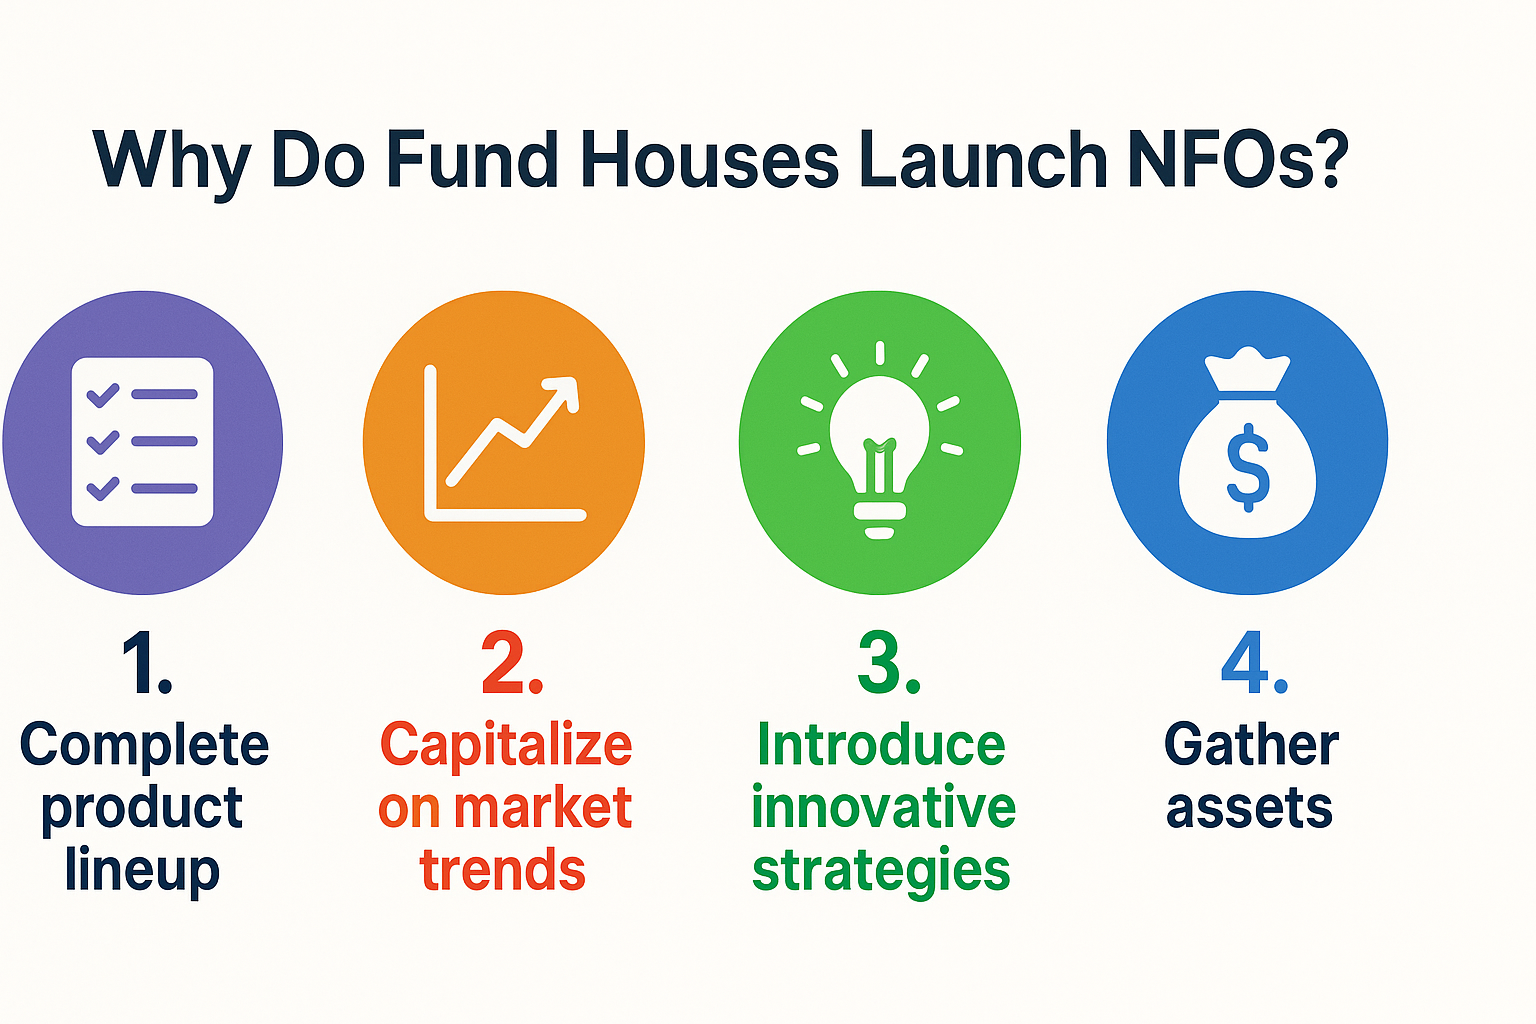 Why Do Fund Houses Launch NFOs?
$
1.
Complete
product
lineup
2.
Capitalize
on market
trends
3.
Introduce
innovative
strategies
4.
Gather
assets